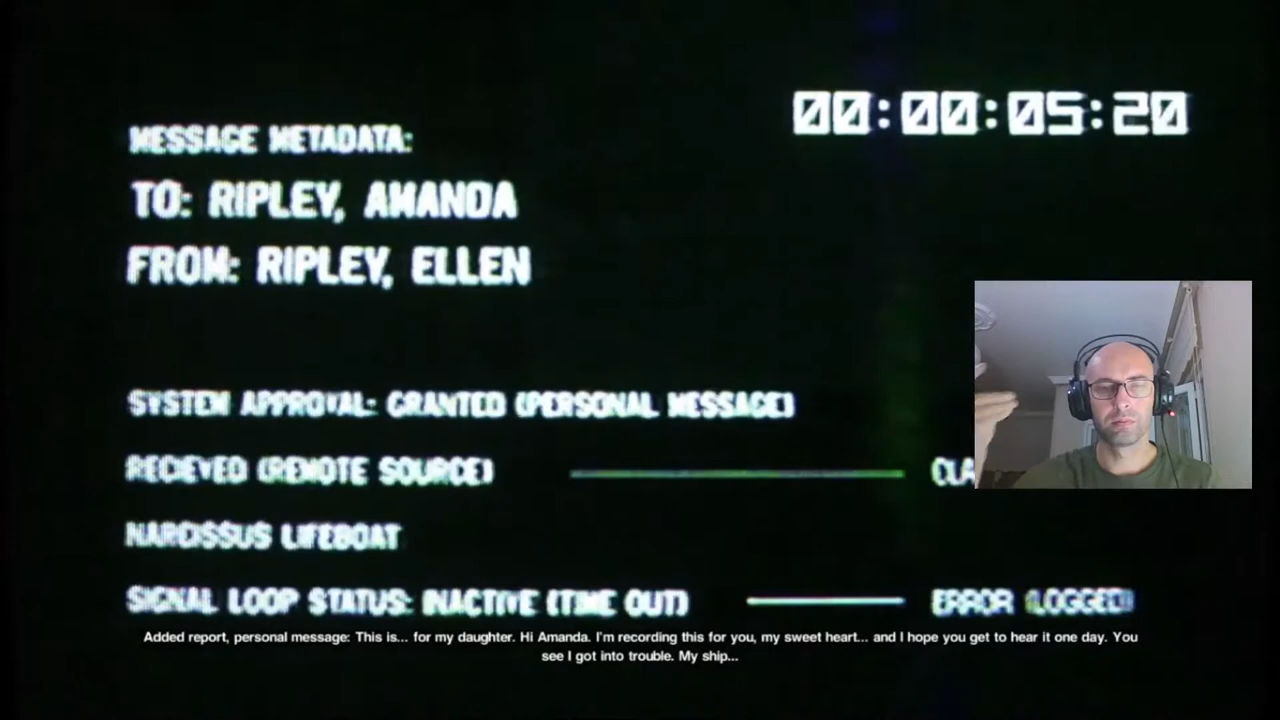 00:00:05:20
MESSAGE METADATA:
TO: RIPLEY, AMANDA
FROM: RIPLEY, ELLEN
SYSTEM APPROVAL: GRANTED (PERSONAL MESSAGE)
RECIEVED (REMOTE SOURCE) CLA
NARCISSUS LIFEBOAT
SIGNAL LOOP STATUS: INACTIVE (TIME OUT) ERROR (LOGGED)
Added report, personal message: This is... for my daughter. Hi Amanda. I'm recording this for you, my sweet heart... and I hope you get to hear it one day. You
see I got into trouble. My ship...